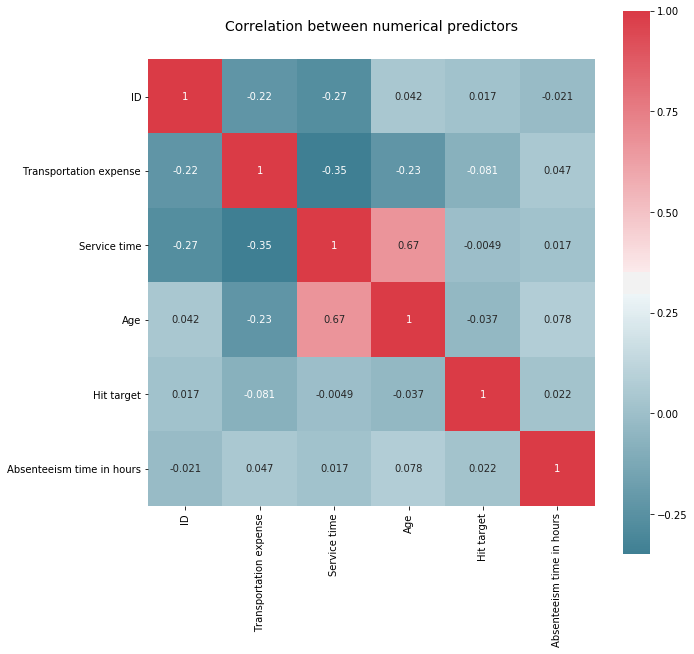 Correlation between numerical predictors
1.00
ID 1 -0.22 -0.27 0.042 0.017 -0.021
0.75
Transportation expense -0.22 1 -0.35 -0.23 -0.081 0.047
0.50
Service time -0.27 -0.35 1 0.67 -0.0049 0.017
0.25
Age 0.042 -0.23 0.67 1 -0.037 0.078
Hit target 0.017 -0.081 -0.0049 -0.037 1 0.022
0.00
Absenteeism time in hours -0.021 0.047 0.017 0.078 0.022 1
-0.25
ID
Transportation expense
Service time
Age
Hit target
Absenteeism time in hours